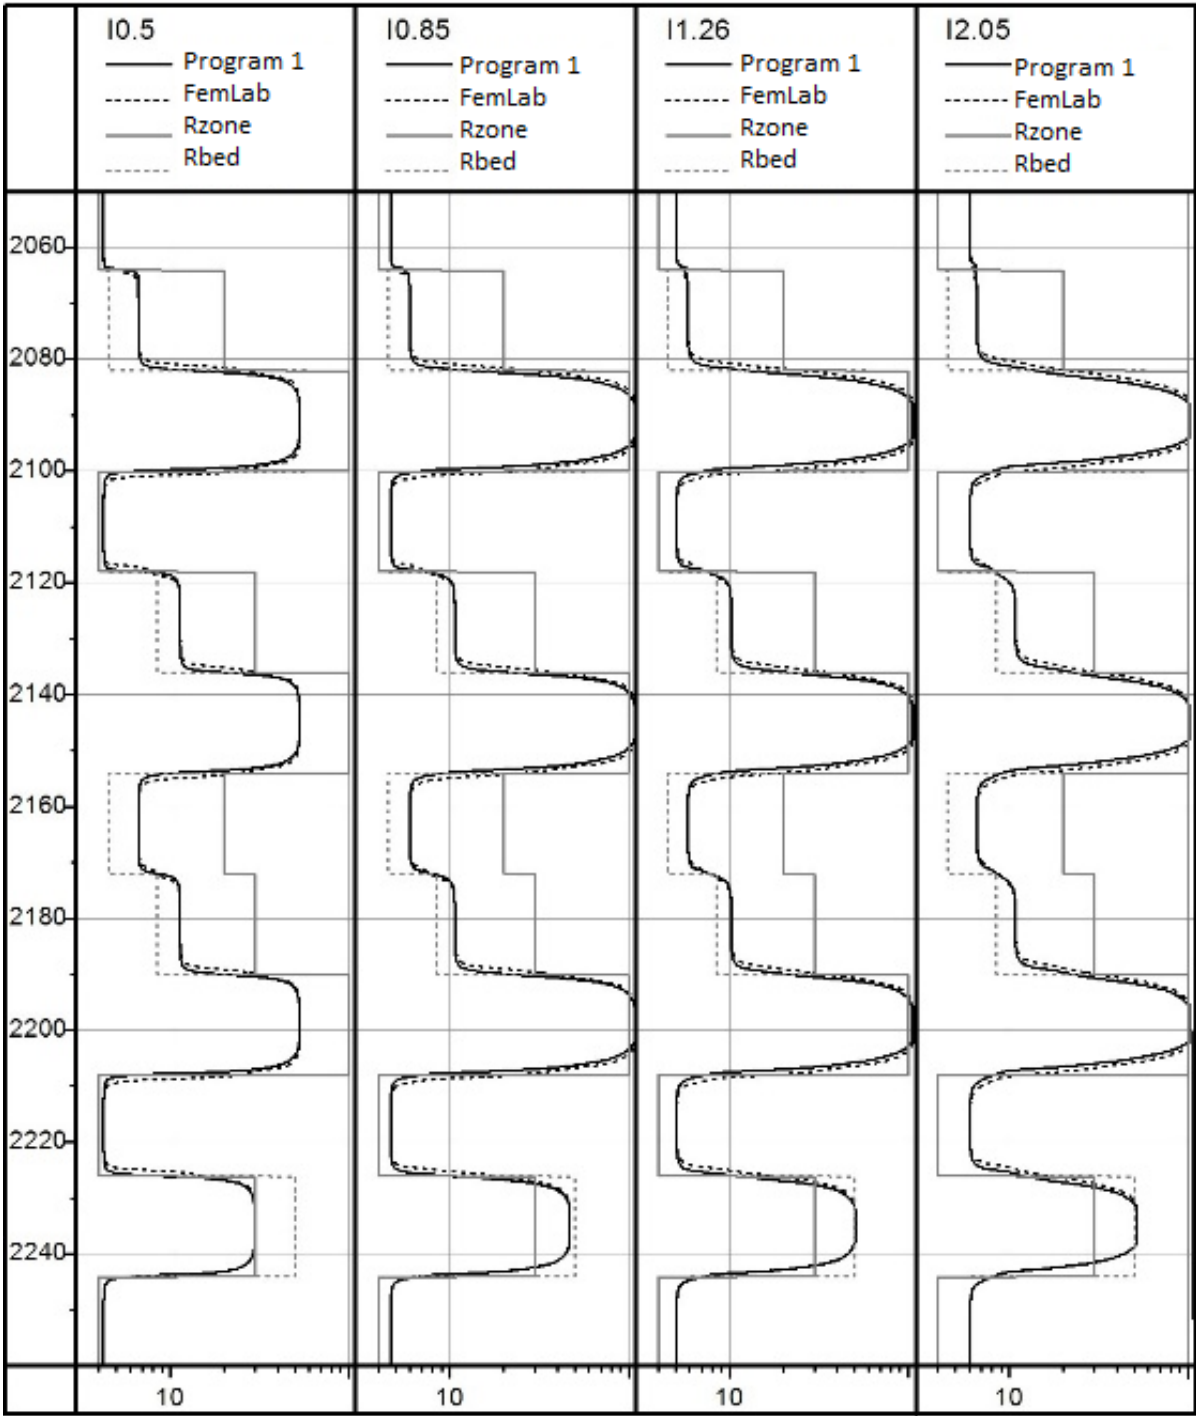 I0.5 I0.85 I1.26 I2.05
Program 1 Program 1 Program 1 Program 1
FemLab FemLab FemLab FemLab
Rzone Rzone Rzone Rzone
Rbed Rbed Rbed Rbed
2060
2080
2100
2120
2140
2160
2180
2200
2220
2240
10 10 10 10